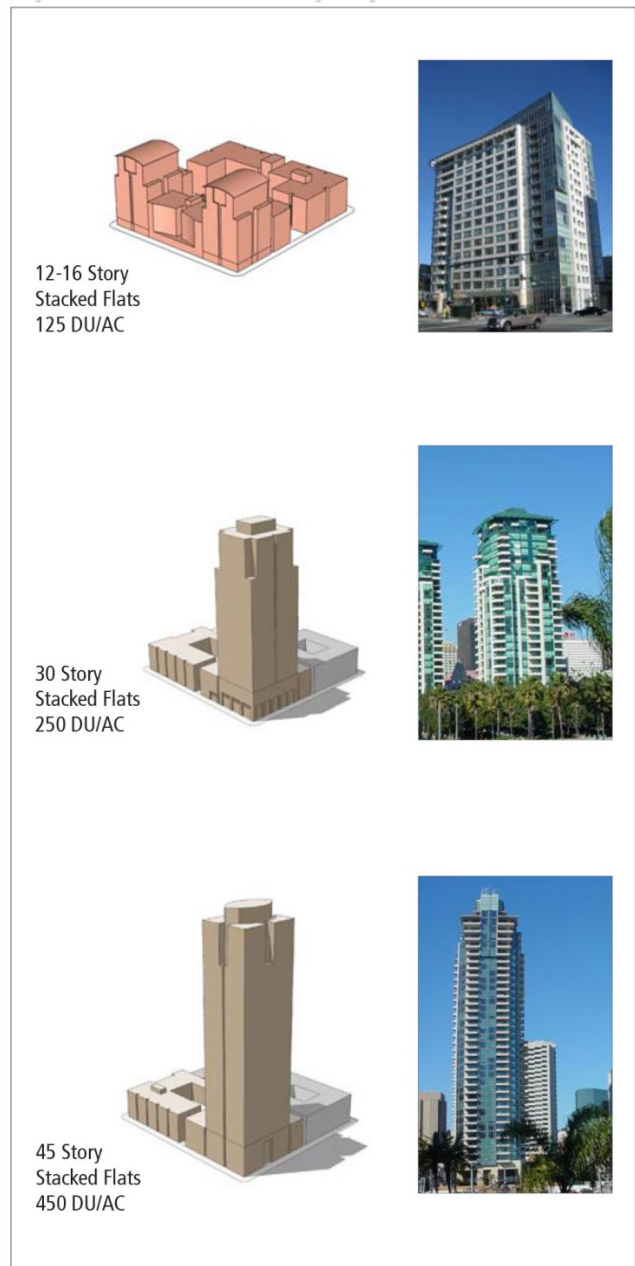 12-16 Story
Stacked Flats
125 DU/AC
30 Story
Stacked Flats
250 DU/AC
45 Story
Stacked Flats
450 DU/AC